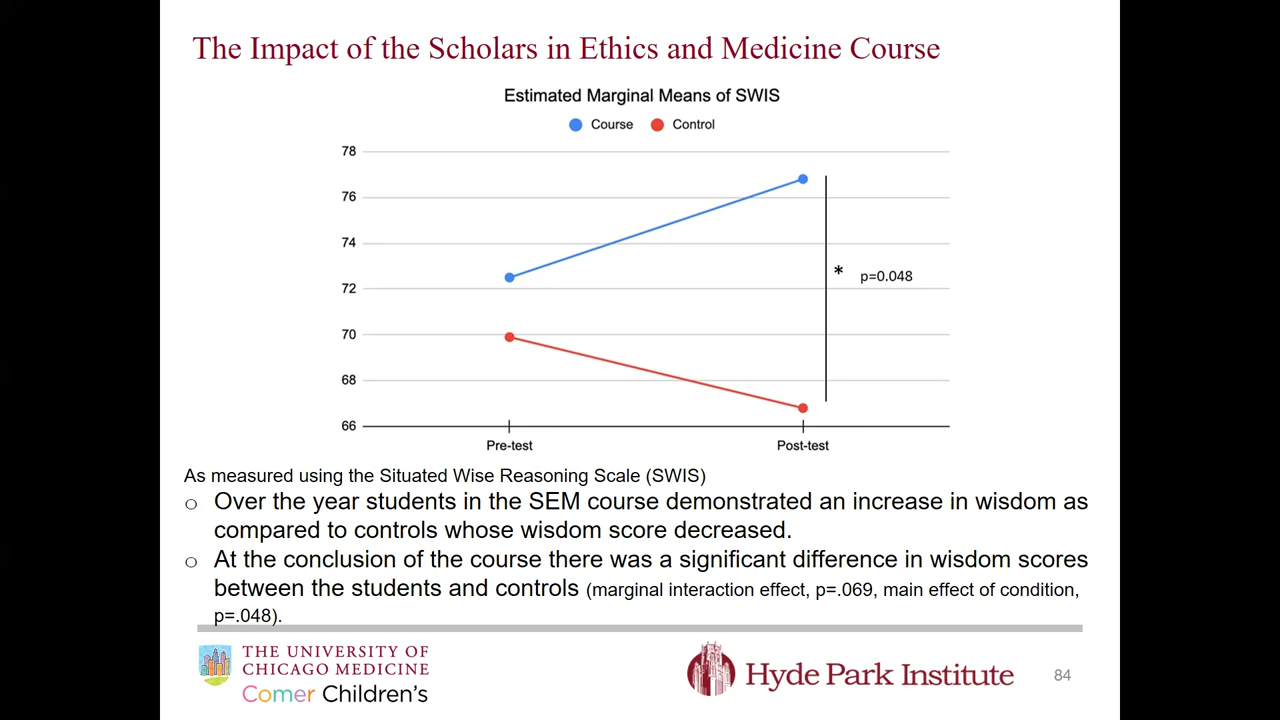 The Impact of the Scholars in Ethics and Medicine Course
Estimated Marginal Means of SWIS
Course Control
78
76
74
72
70
68
66
* p=0.048
Pre-test Post-test
As measured using the Situated Wise Reasoning Scale (SWIS)
o Over the year students in the SEM course demonstrated an increase in wisdom as
compared to controls whose wisdom score decreased.
o At the conclusion of the course there was a significant difference in wisdom scores
between the students and controls (marginal interaction effect, p=.069, main effect of condition,
p=.048).
THE UNIVERSITY OF
CHICAGO MEDICINE
Comer Children's
Hyde Park Institute
84